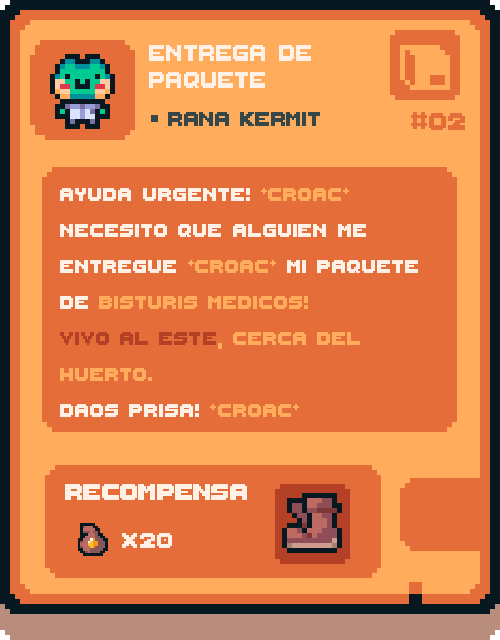 ENTREGA DE
PAQUETE
• RANA KERMIT
#02
AYUDA URGENTE! *CROAC*
NECESITO QUE ALGUIEN ME
ENTREGUE *CROAC* MI PAQUETE
DE BISTURIS MEDICOS!
VIVO AL ESTE, CERCA DEL
HUERTO.
DAOS PRISA! *CROAC*
RECOMPENSA
X20